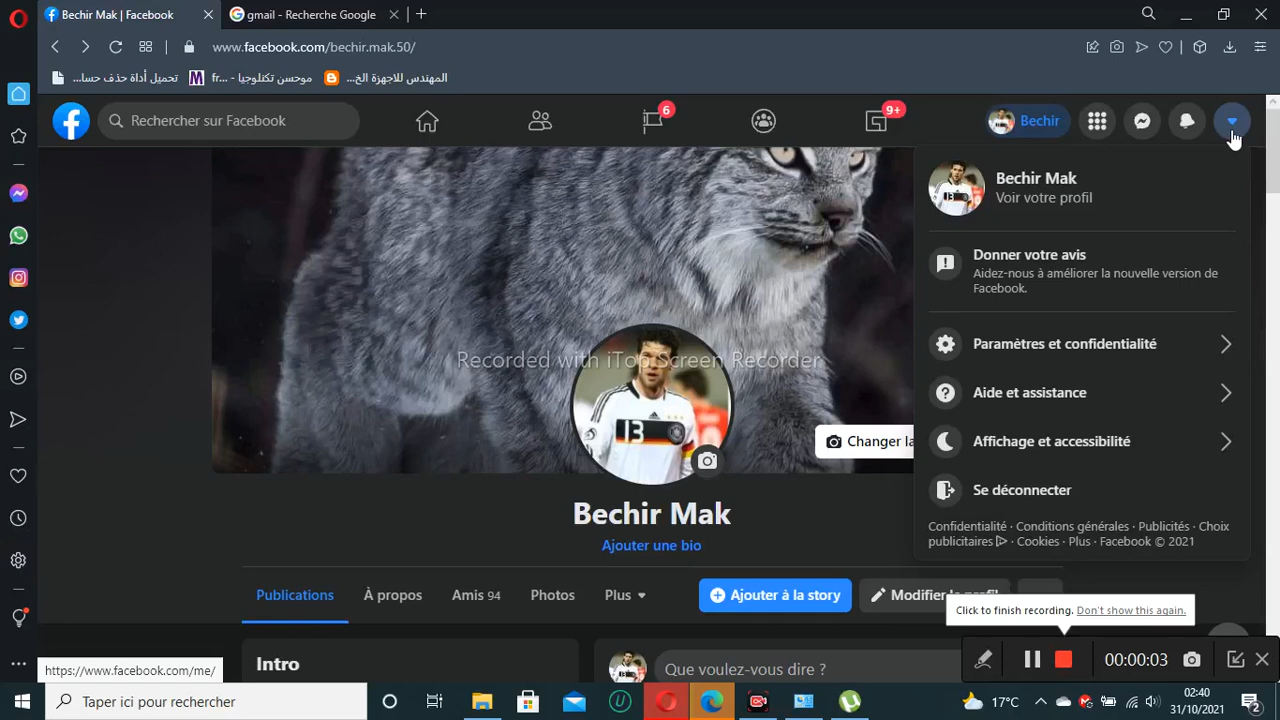 Bechir Mak | Facebook
gmail - Recherche Google
www.facebook.com/bechir.mak.50/
تحميل أداة حذف حسا...
موحسن تكنلوجيا - fr...
المهندس للاجهزة الخ...
Rechercher sur Facebook
6
9+
Bechir
Bechir Mak
Voir votre profil
Donner votre avis
Aidez-nous à améliorer la nouvelle version de
Facebook.
Paramètres et confidentialité
Aide et assistance
Affichage et accessibilité
Se déconnecter
Confidentialité · Conditions générales · Publicités · Choix
publicitaires · Cookies · Plus · Facebook © 2021
Recorded with iTop Screen Recorder
13
Changer la
Bechir Mak
Ajouter une bio
Publications
À propos
Amis 94
Photos
Plus
Ajouter à la story
Modifier le profil
Click to finish recording. Don't show this again.
Intro
Que voulez-vous dire ?
00:00:03
https://www.facebook.com/me/
Taper ici pour rechercher
17°C
02:40
31/10/2021
2